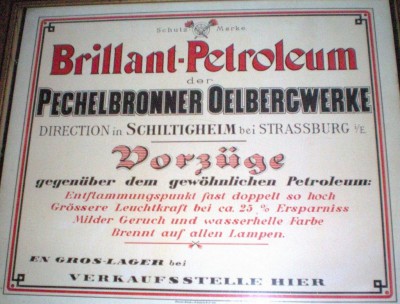 Schutz Marke
Brillant-Petroleum
der
PECHELBRONNER OELBERGWERKE
DIRECTION in SCHILTIGHEIM bei STRASSBURG i/E
Vorzüge
gegenüber dem gewöhnlichen Petroleum:
Entflammungspunkt fast doppelt so hoch
Grössere Leuchtkraft bei ca. 25 % Ersparniss
Milder Geruch und wasserhelle Farbe
Brennt auf allen Lampen.
EN GROS-LAGER bei
VERKAUFSSTELLE HIER